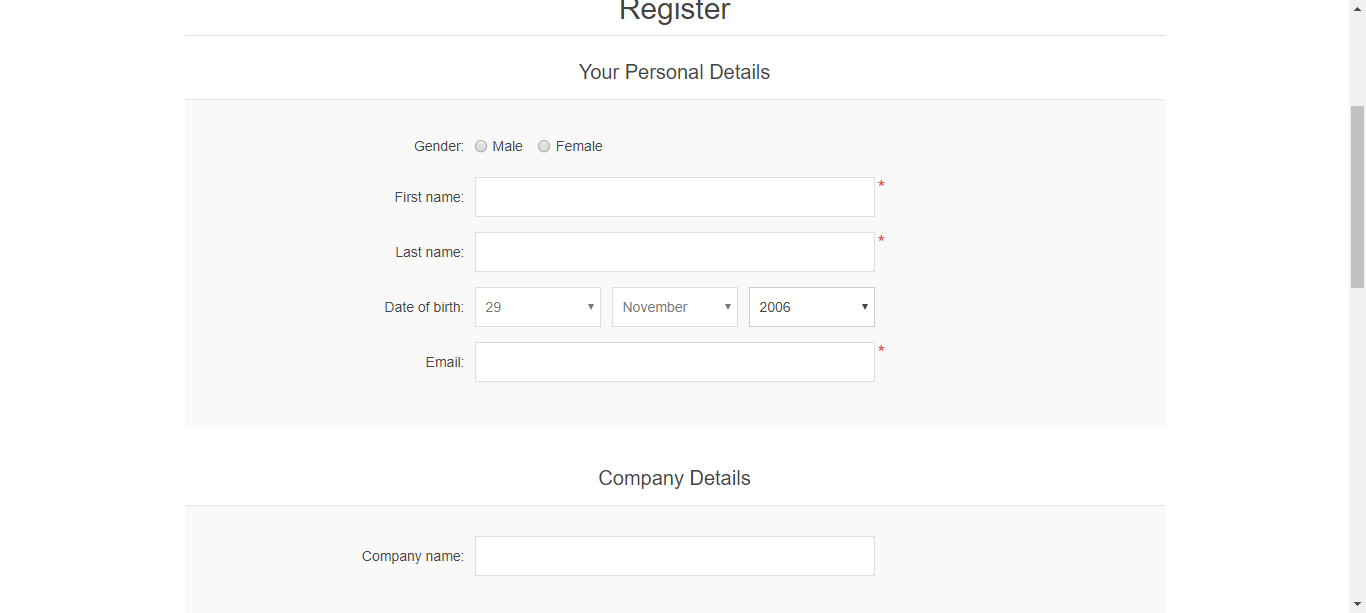 Register
Your Personal Details
Gender: Male Female
First name: *
Last name: *
Date of birth: 29 November 2006
Email: *
Company Details
Company name: